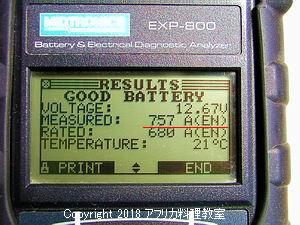 MIDTRONICS
EXP-800
Battery & Electrical Diagnostic Analyzer
RESULTS
GOOD BATTERY
VOLTAGE: 12.67V
MEASURED: 757 A(EN)
RATED: 680 A(EN)
TEMPERATURE: 21°C
PRINT END
Copyright 2018 アフリカ料理教室